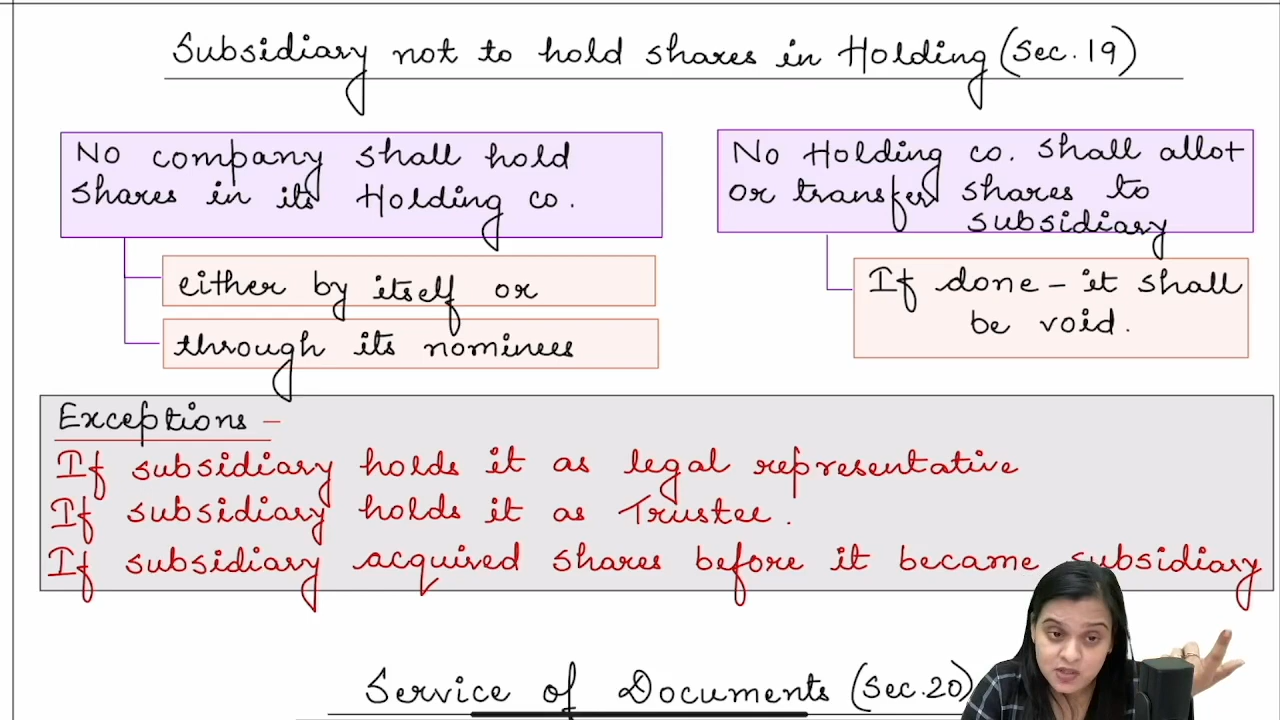 Subsidiary not to hold shares in Holding (Sec. 19)
No company shall hold
shares in its Holding co.
either by itself or
through its nominees
No Holding co. shall allot
or transfer shares to
subsidiary
If done - it shall
be void.
Exceptions -
If subsidiary holds it as legal representative
If subsidiary holds it as Trustee.
If subsidiary acquired shares before it became subsidiary
Service of Documents (Sec. 20)